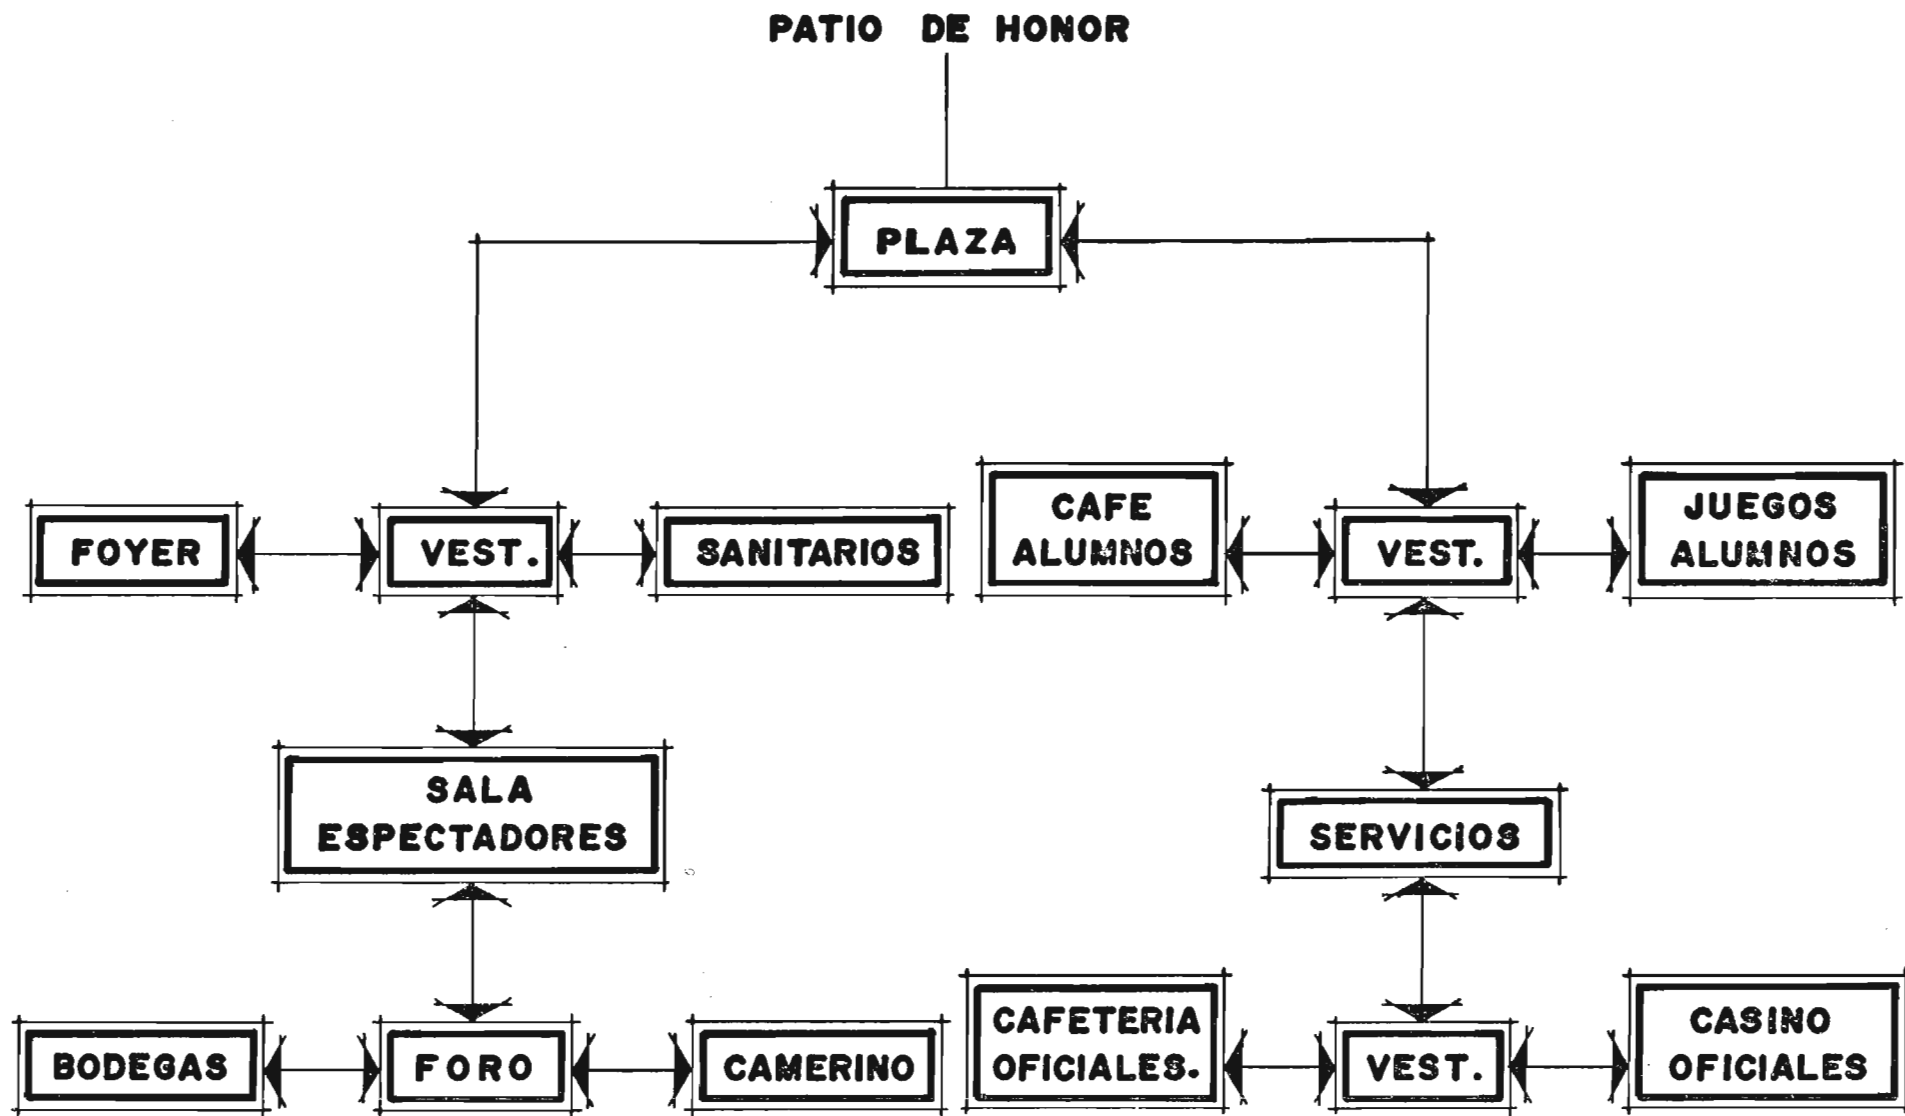 PATIO DE HONOR
PLAZA
FOYER
VEST.
SANITARIOS
CAFE
ALUMNOS
VEST.
JUEGOS
ALUMNOS
SALA
ESPECTADORES
SERVICIOS
BODEGAS
FORO
CAMERINO
CAFETERIA
OFICIALES.
VEST.
CASINO
OFICIALES